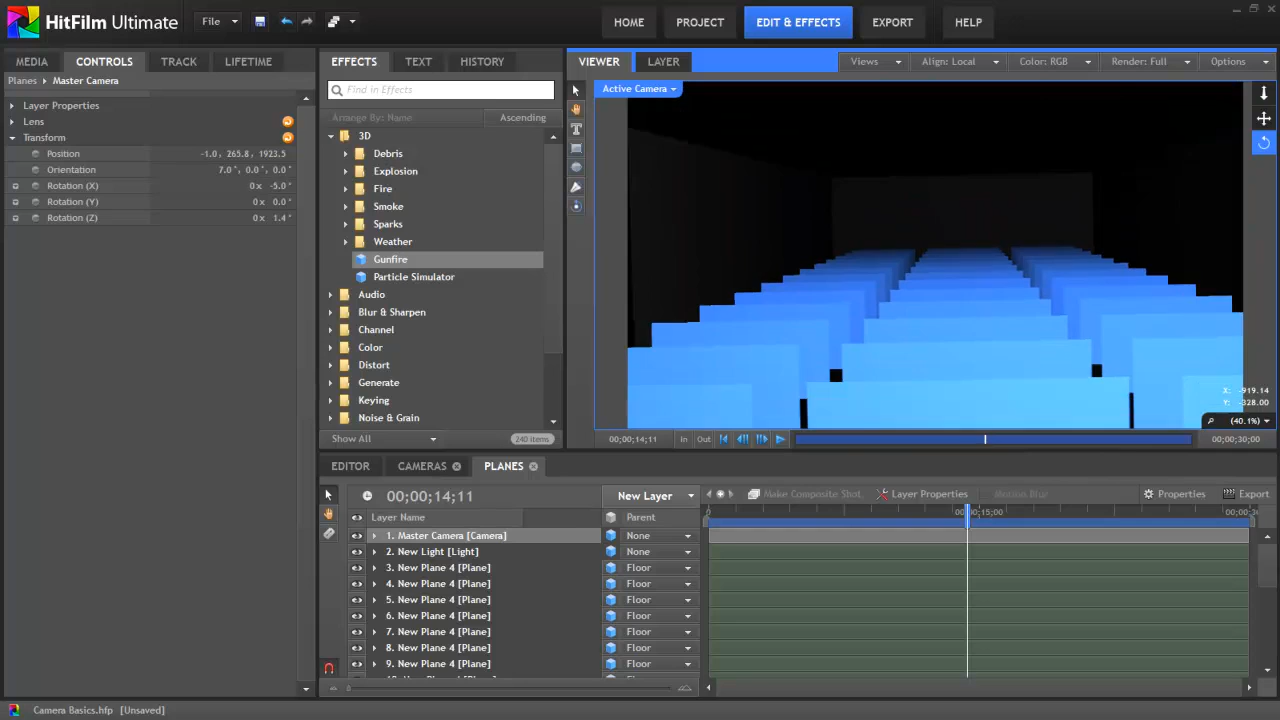 HitFilm Ultimate File HOME PROJECT EDIT & EFFECTS EXPORT HELP
MEDIA CONTROLS TRACK LIFETIME
Planes Master Camera
Layer Properties
Lens
Transform
Position -1.0, 265.8, 1923.5
Orientation 7.0°, 0.0°, 0.0°
Rotation (X) 0 x -5.0°
Rotation (Y) 0 x 0.0°
Rotation (Z) 0 x 1.4°
EFFECTS TEXT HISTORY
Find in Effects
Arrange By: Name Ascending
3D
Debris
Explosion
Fire
Smoke
Sparks
Weather
Gunfire
Particle Simulator
Audio
Blur & Sharpen
Channel
Color
Distort
Generate
Keying
Noise & Grain
Show All 240 items
VIEWER LAYER Views Align: Local Color: RGB Render: Full Options
Active Camera
X: -919.14
Y: -328.00
(40.1%)
00;00;14;11 In Out 00;00;30;00
EDITOR CAMERAS PLANES
00;00;14;11 New Layer Make Composite Shot. Layer Properties Motion Blur Properties Export
Layer Name Parent 0 00;00;15;00
1. Master Camera [Camera] None
2. New Light [Light] None
3. New Plane 4 [Plane] Floor
4. New Plane 4 [Plane] Floor
5. New Plane 4 [Plane] Floor
6. New Plane 4 [Plane] Floor
7. New Plane 4 [Plane] Floor
8. New Plane 4 [Plane] Floor
9. New Plane 4 [Plane] Floor
Camera Basics.hfp [Unsaved]